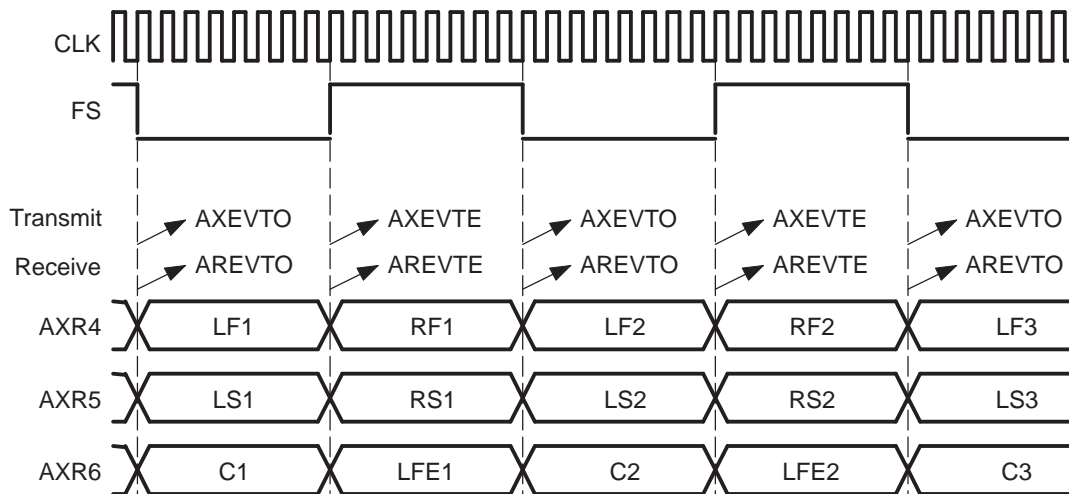 CLK
FS
Transmit AXEVTO AXEVTE AXEVTO AXEVTE AXEVTO
Receive AREVTO AREVTE AREVTO AREVTE AREVTO
AXR4 LF1 RF1 LF2 RF2 LF3
AXR5 LS1 RS1 LS2 RS2 LS3
AXR6 C1 LFE1 C2 LFE2 C3